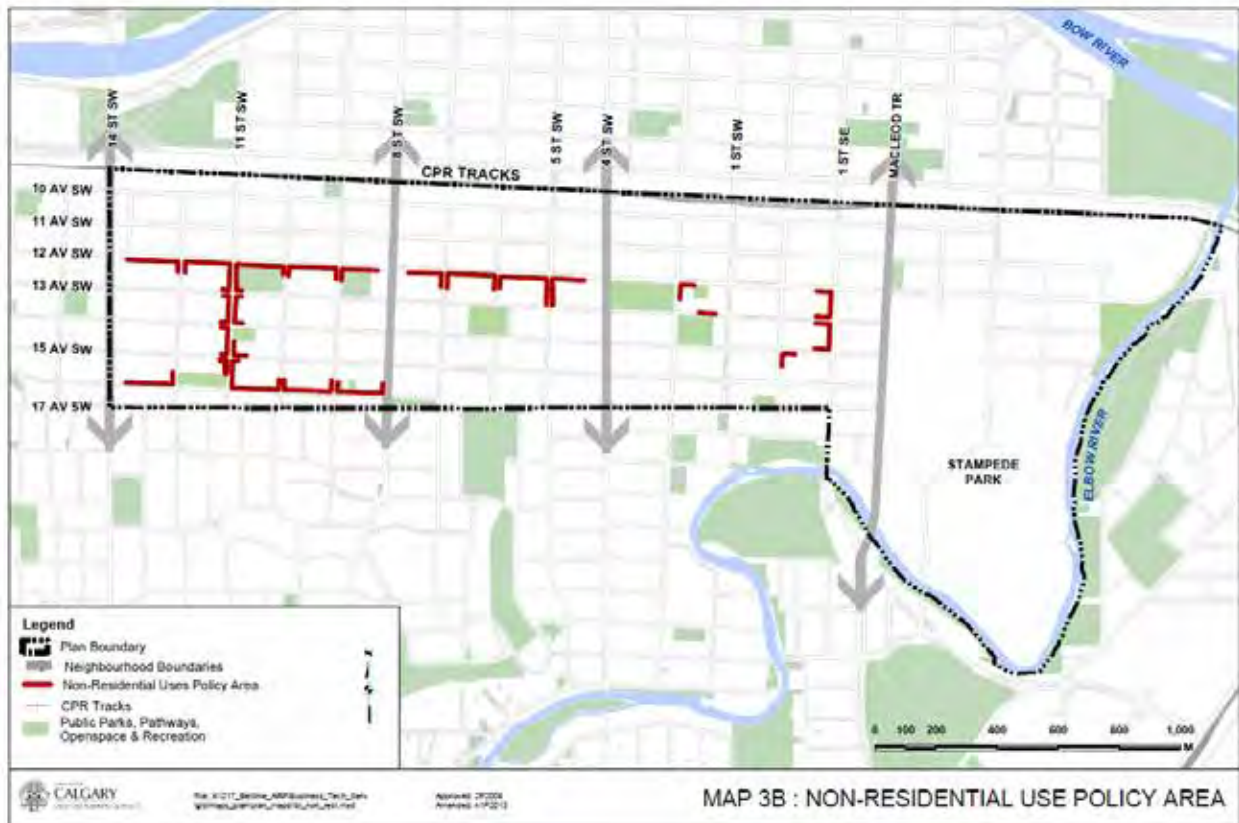 BOW RIVER
14 ST SW
11 ST SW
8 ST SW
5 ST SW
4 ST SW
1 ST SW
1 ST SE
MACLEOD TR
CPR TRACKS
10 AV SW
11 AV SW
12 AV SW
13 AV SW
15 AV SW
17 AV SW
STAMPEDE
PARK
ELBOW RIVER
Legend
Plan Boundary
Neighbourhood Boundaries
Non-Residential Uses Policy Area
CPR Tracks
Public Parks, Pathways,
Openspace & Recreation
0 100 200 400 600 800 1,000
M
CALGARY
MAP 3B : NON-RESIDENTIAL USE POLICY AREA